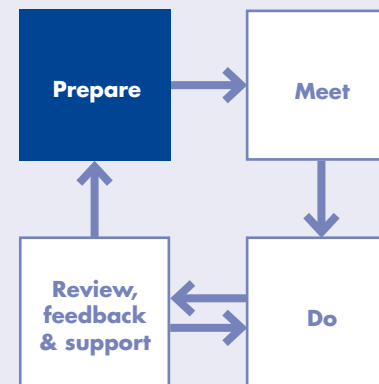 Prepare
Meet
Review,
feedback
& support
Do